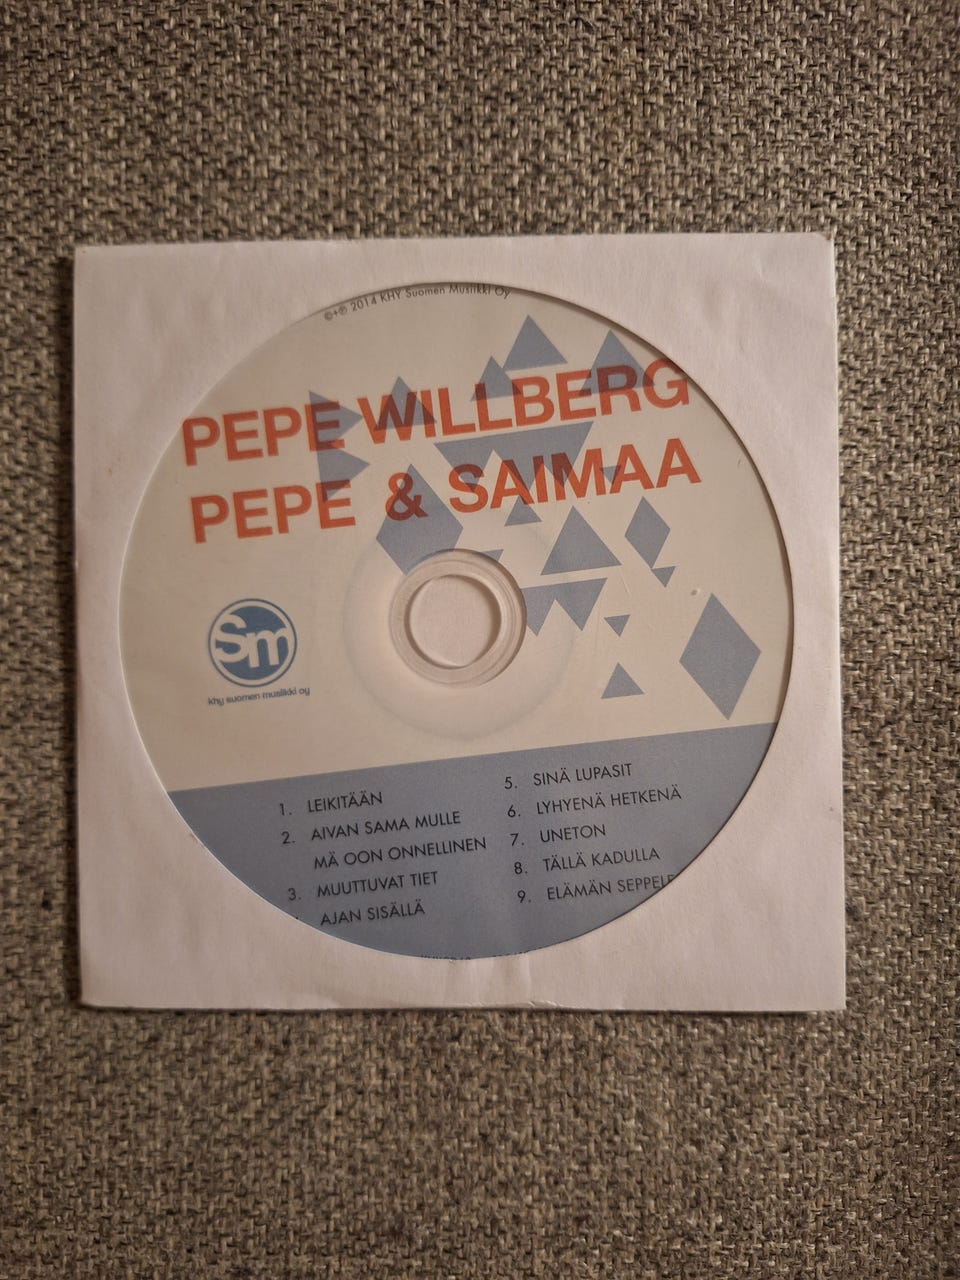 ©+℗ 2014 KHY Suomen Musiikki Oy
PEPE WILLBERG
PEPE & SAIMAA
Sm
khy suomen musiikki oy
1. LEIKITÄÄN
2. AIVAN SAMA MULLE
MÄ OON ONNELLINEN
3. MUUTTUVAT TIET
AJAN SISÄLLÄ
5. SINÄ LUPASIT
6. LYHYENÄ HETKENÄ
7. UNETON
8. TÄLLÄ KADULLA
9. ELÄMÄN